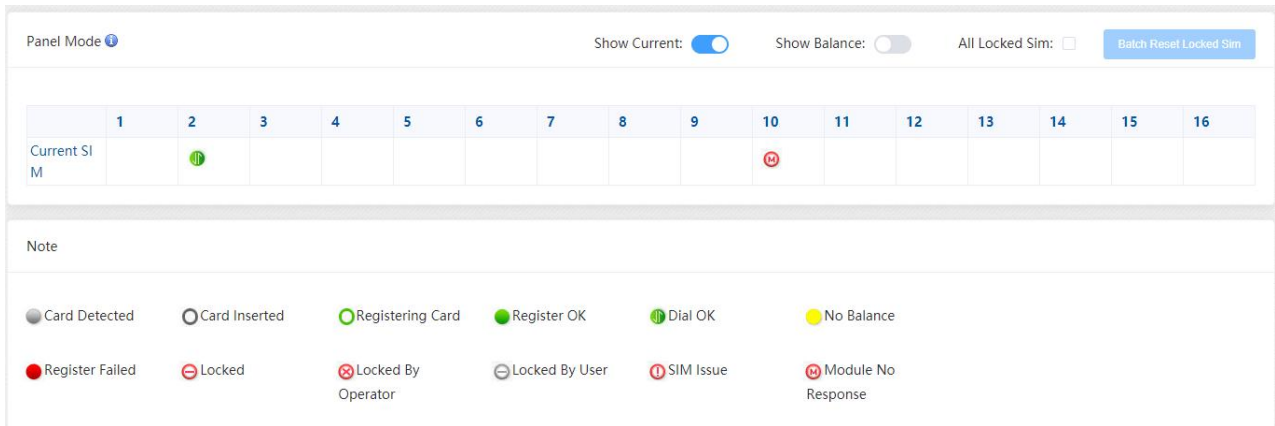 Panel Mode
Show Current: Show Balance: All Locked Sim: Batch Reset Locked Sim
1 2 3 4 5 6 7 8 9 10 11 12 13 14 15 16
Current SI
M
Note
Card Detected Card Inserted Registering Card Register OK Dial OK No Balance
Register Failed Locked Locked By Locked By User SIM Issue Module No
Operator Response